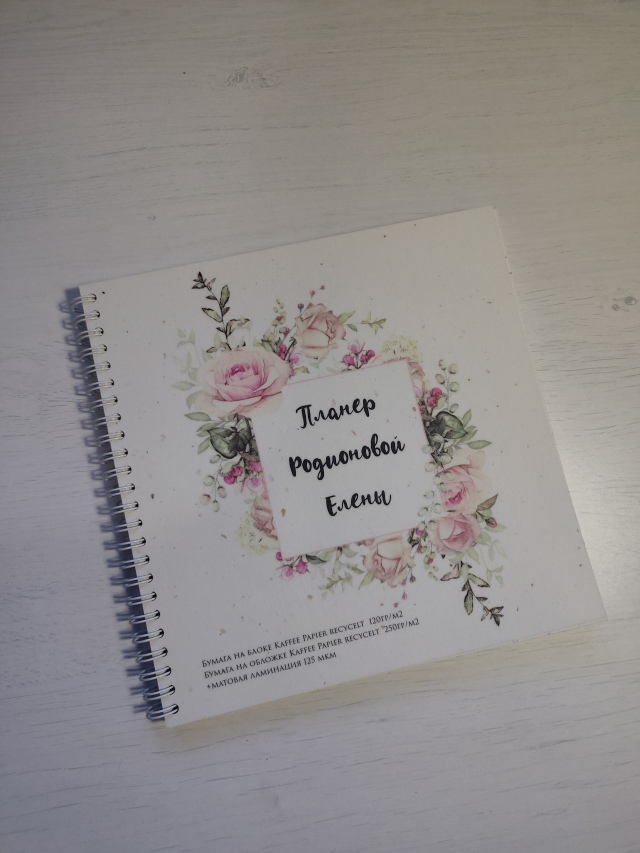 Планер
Родионовой
Елены
Бумага на блоке Kaffee Papier recycelt 120гр/м2
Бумага на обложке Kaffee Papier recycelt "250гр/м2
+матовая ламинация 125 мкм